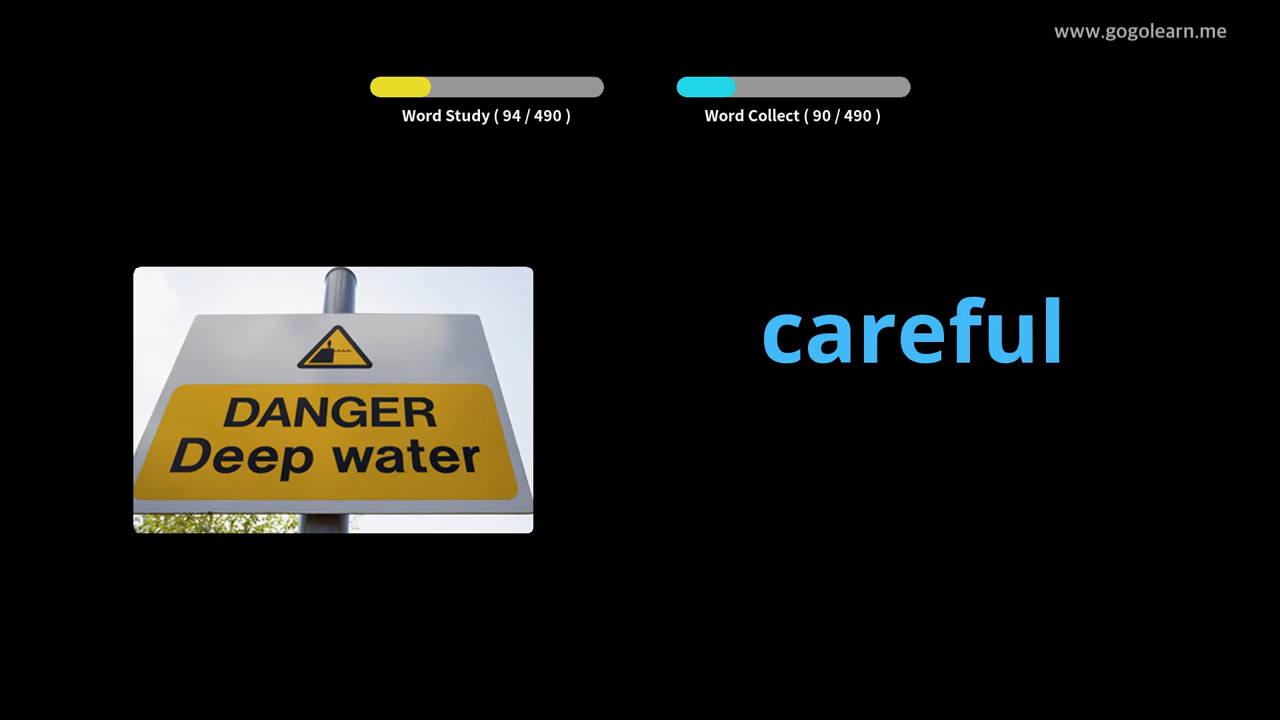 www.gogolearn.me
Word Study ( 94 / 490 )
Word Collect ( 90 / 490 )
DANGER
Deep water
careful